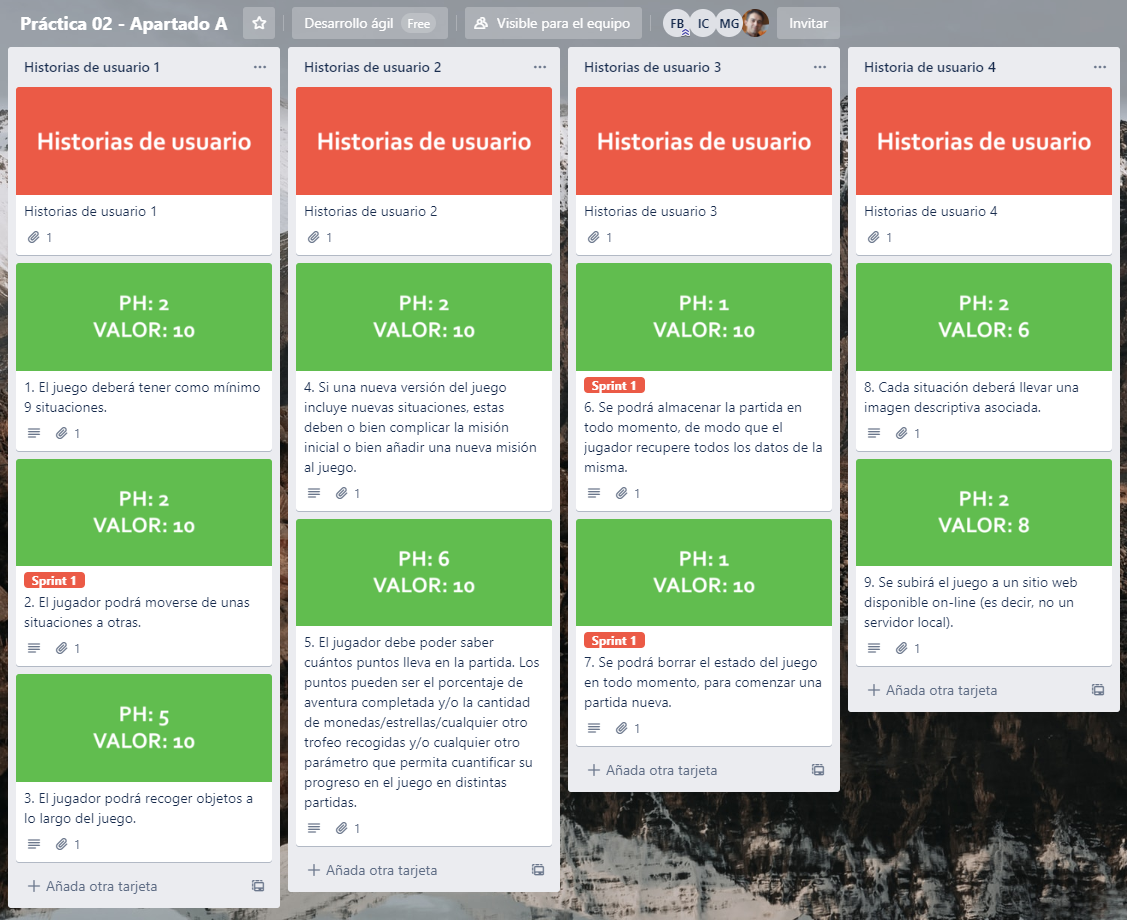 Práctica 02 - Apartado A
Desarrollo ágil Free
Visible para el equipo
FB IC MG
Invitar
Historias de usuario 1
Historias de usuario
Historias de usuario 1
1
PH: 2
VALOR: 10
1. El juego deberá tener como mínimo
9 situaciones.
1
PH: 2
VALOR: 10
Sprint 1
2. El jugador podrá moverse de unas
situaciones a otras.
1
PH: 5
VALOR: 10
3. El jugador podrá recoger objetos a
lo largo del juego.
1
+ Añada otra tarjeta
Historias de usuario 2
Historias de usuario
Historias de usuario 2
1
PH: 2
VALOR: 10
4. Si una nueva versión del juego
incluye nuevas situaciones, estas
deben o bien complicar la misión
inicial o bien añadir una nueva misión
al juego.
1
PH: 6
VALOR: 10
5. El jugador debe poder saber
cuántos puntos lleva en la partida. Los
puntos pueden ser el porcentaje de
aventura completada y/o la cantidad
de monedas/estrellas/cualquier otro
trofeo recogidas y/o cualquier otro
parámetro que permita cuantificar su
progreso en el juego en distintas
partidas.
1
+ Añada otra tarjeta
Historias de usuario 3
Historias de usuario
Historias de usuario 3
1
PH: 1
VALOR: 10
Sprint 1
6. Se podrá almacenar la partida en
todo momento, de modo que el
jugador recupere todos los datos de la
misma.
1
PH: 1
VALOR: 10
Sprint 1
7. Se podrá borrar el estado del juego
en todo momento, para comenzar una
partida nueva.
1
+ Añada otra tarjeta
Historia de usuario 4
Historias de usuario
Historias de usuario 4
1
PH: 2
VALOR: 6
8. Cada situación deberá llevar una
imagen descriptiva asociada.
1
PH: 2
VALOR: 8
9. Se subirá el juego a un sitio web
disponible on-line (es decir, no un
servidor local).
1
+ Añada otra tarjeta